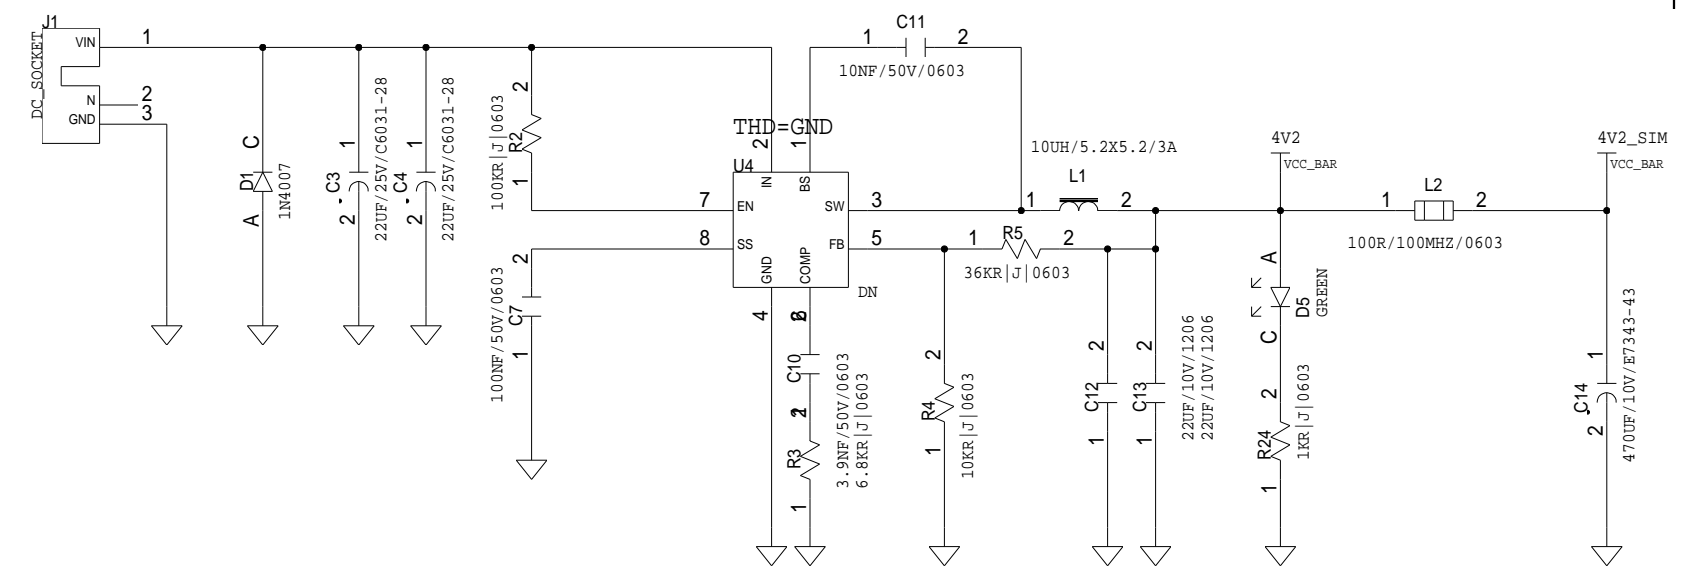 J1
DC_SOCKET
VIN
1
N
2
GND
3
C
D1
A
1N4007
1
C3
2
22UF/25V/C6031-28
1
C4
2
22UF/25V/C6031-28
2
R2
1
100KR|J|0603
2
C7
1
100NF/50V/0603
THD=GND
U4
2
IN
1
BS
7
EN
8
SS
SW
3
FB
5
GND
4
COMP
DN
1
C11
2
10NF/50V/0603
C10
3.9NF/50V/0603
R3
1
6.8KR|J|0603
10UH/5.2X5.2/3A
1
L1
2
1
R5
2
36KR|J|0603
2
R4
1
10KR|J|0603
2
C12
1
2
C13
1
22UF/10V/1206
22UF/10V/1206
4V2
VCC_BAR
A
D5
GREEN
C
2
R24
1
1KR|J|0603
1
L2
2
100R/100MHZ/0603
4V2_SIM
VCC_BAR
1
C14
2
470UF/10V/E7343-43